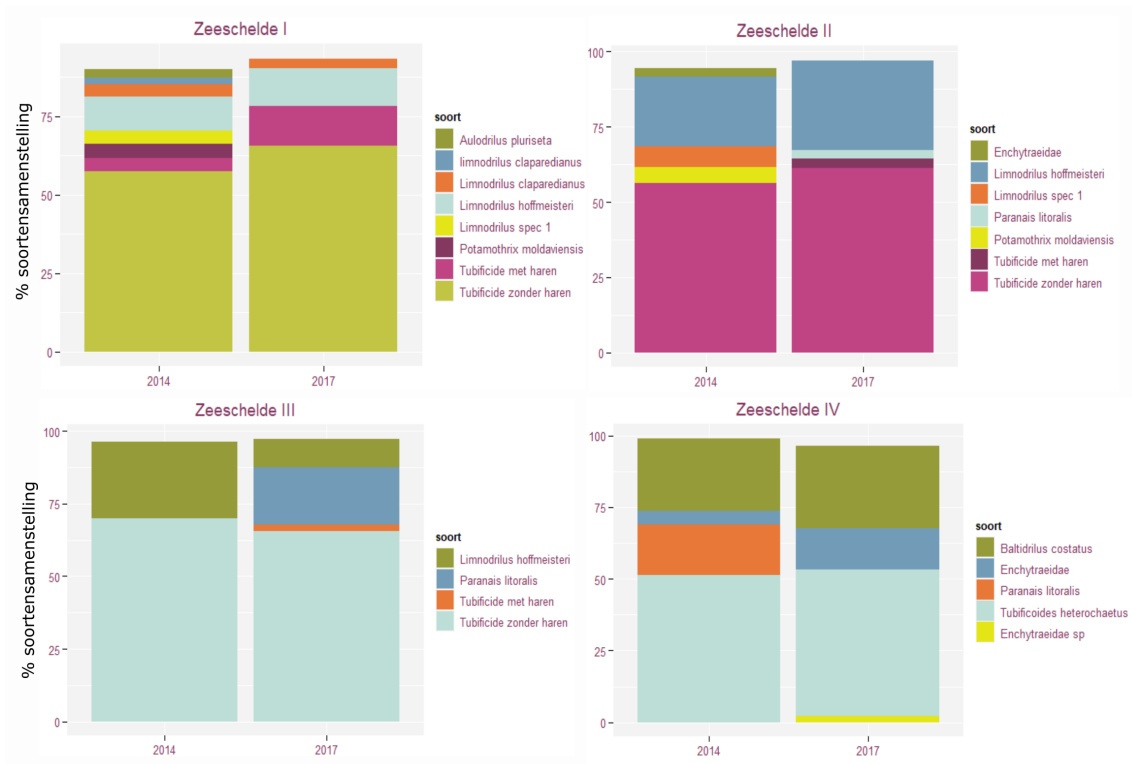 Zeeschelde I
% soortensamenstelling
75
50
25
0
2014
2017
soort
Aulodrilus pluriseta
limnodrilus claparedianus
Limnodrilus claparedianus
Limnodrilus hoffmeisteri
Limnodrilus spec 1
Potamothrix moldaviensis
Tubificide met haren
Tubificide zonder haren
Zeeschelde II
100
75
50
25
0
2014
2017
soort
Enchytraeidae
Limnodrilus hoffmeisteri
Limnodrilus spec 1
Paranais litoralis
Potamothrix moldaviensis
Tubificide met haren
Tubificide zonder haren
Zeeschelde III
% soortensamenstelling
100
75
50
25
0
2014
2017
soort
Limnodrilus hoffmeisteri
Paranais litoralis
Tubificide met haren
Tubificide zonder haren
Zeeschelde IV
100
75
50
25
0
2014
2017
soort
Baltidrilus costatus
Enchytraeidae
Paranais litoralis
Tubificoides heterochaetus
Enchytraeidae sp